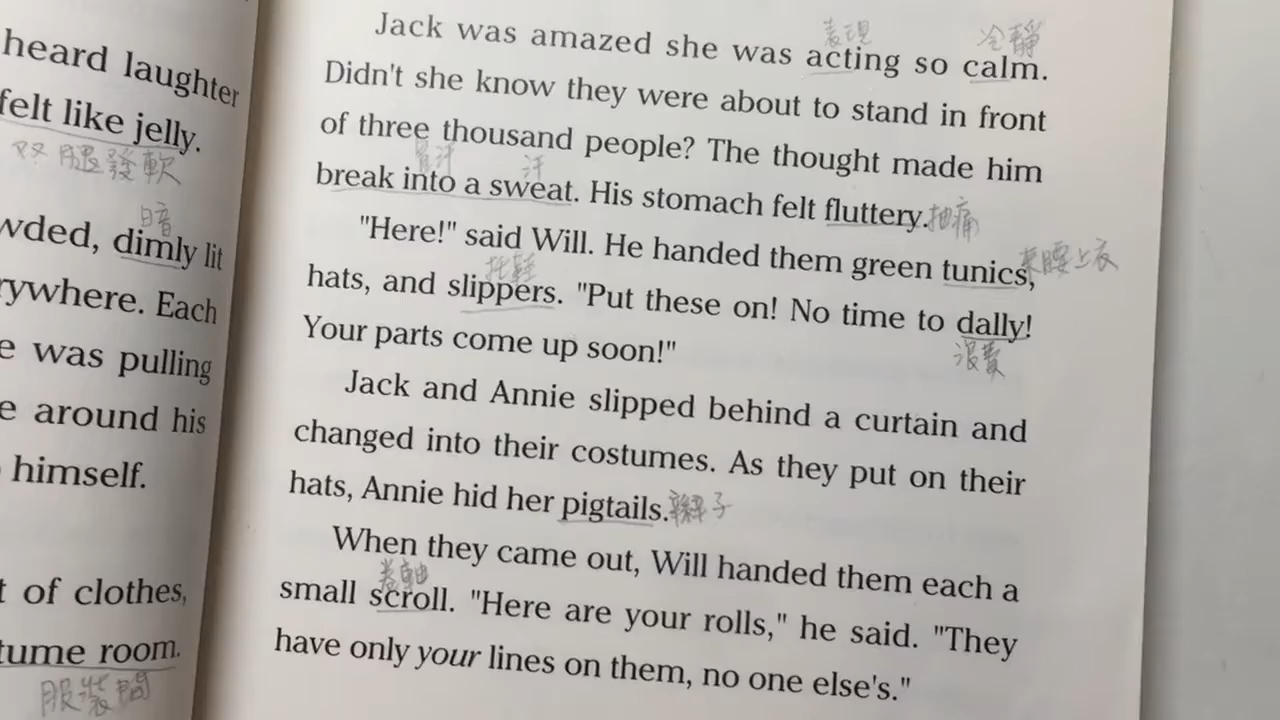 heard laughter
felt like jelly.
双腿發軟
暗
wded, dimly lit
rywhere. Each
e was pulling
e around his
himself.
t of clothes,
tume room.
服裝間
表現 冷靜
Jack was amazed she was acting so calm.
Didn't she know they were about to stand in front
of three thousand people? The thought made him
冒汗 汗
break into a sweat. His stomach felt fluttery. 抽痛
"Here!" said Will. He handed them green tunics, 束腰上衣
拖鞋
hats, and slippers. "Put these on! No time to dally!
浪費
Your parts come up soon!"
Jack and Annie slipped behind a curtain and
changed into their costumes. As they put on their
hats, Annie hid her pigtails. 辮子
When they came out, Will handed them each a
卷軸
small scroll. "Here are your rolls," he said. "They
have only your lines on them, no one else's."